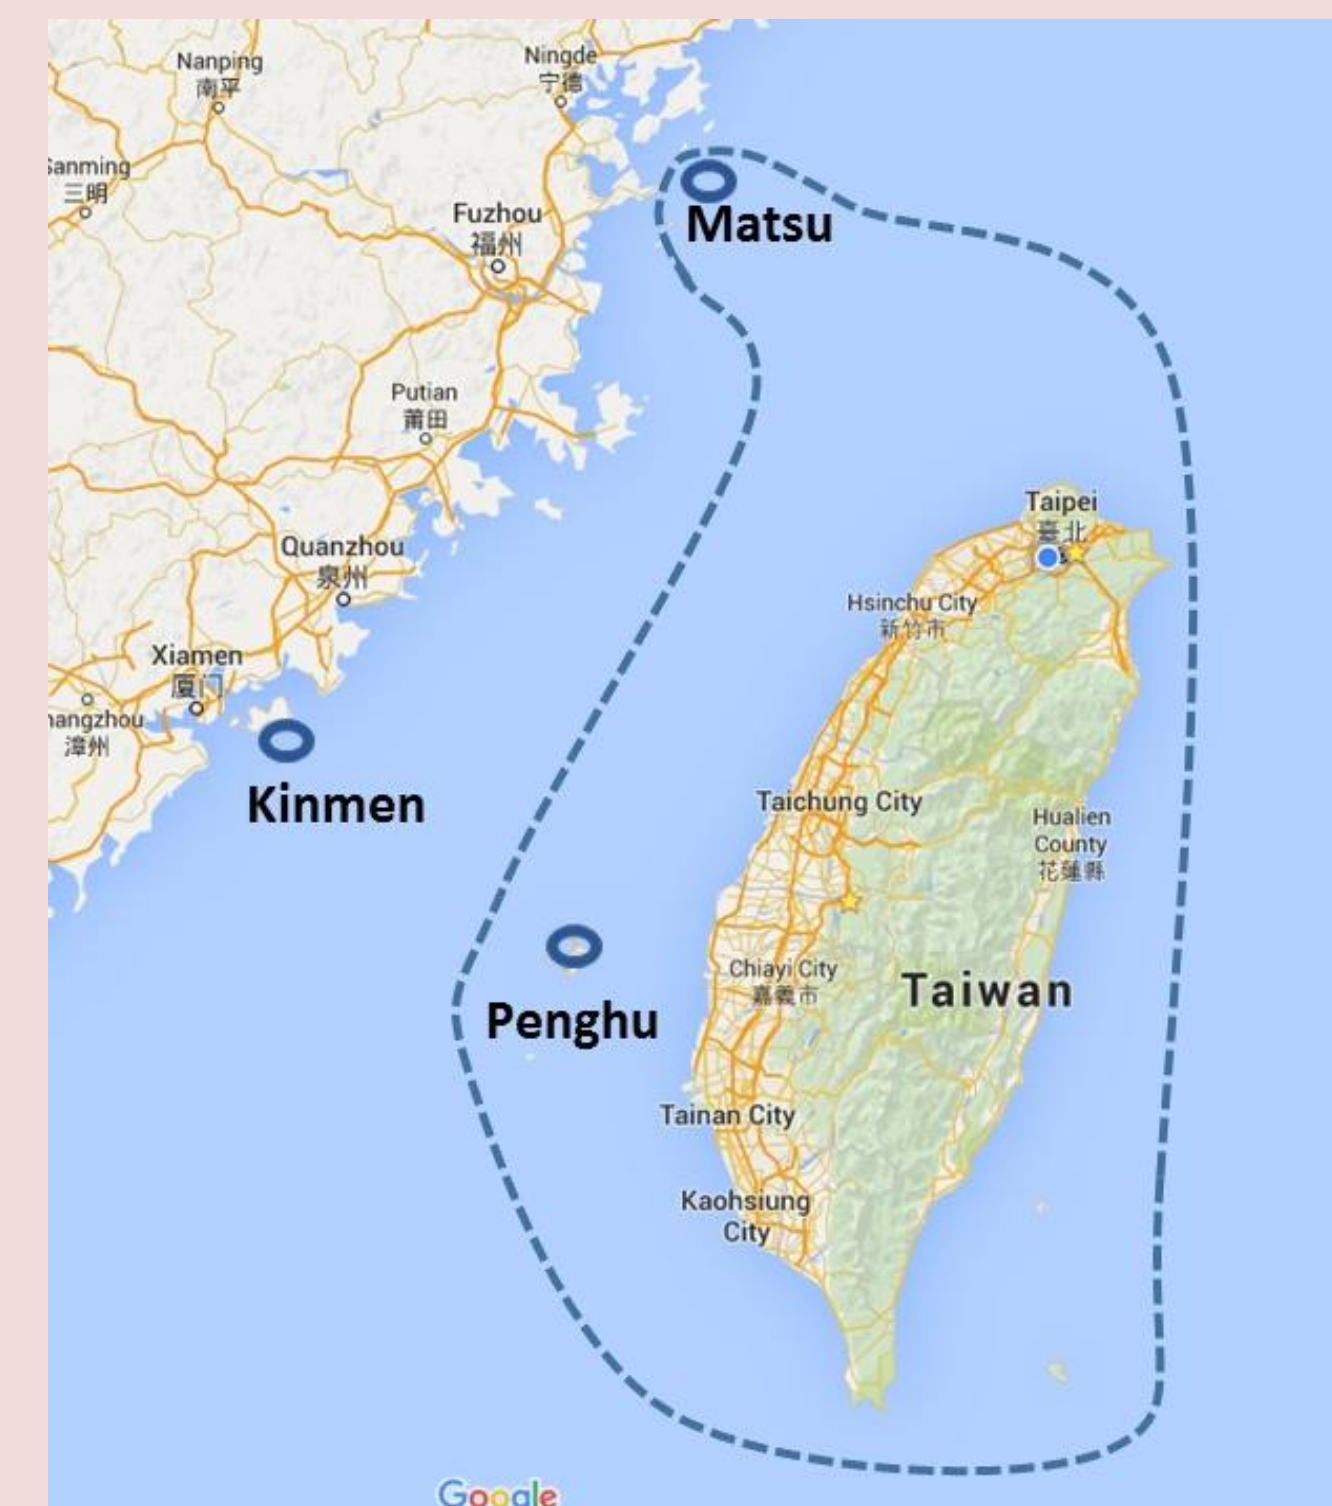 Nanping
南平
Ningde
宁德
Sanming
三明
Matsu
Fuzhou
福州
Putian
莆田
Taipei
臺北
Quanzhou
泉州
Hsinchu City
新竹市
Xiamen
厦门
hangzhou
漳州
Kinmen
Taichung City
Hualien
County
花蓮縣
Chiayi City
嘉義市
Taiwan
Penghu
Tainan City
Kaohsiung
City
Google